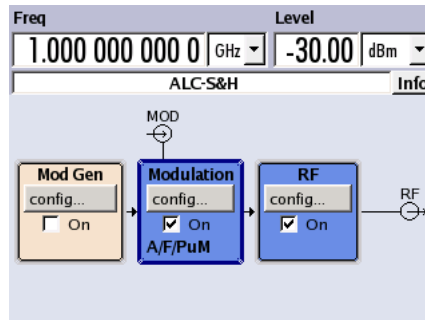 Freq Level
1.000 000 000 0 GHz -30.00 dBm
ALC-S&H Info
MOD
Mod Gen Modulation RF
config... config... config... RF
On On On
A/F/PuM